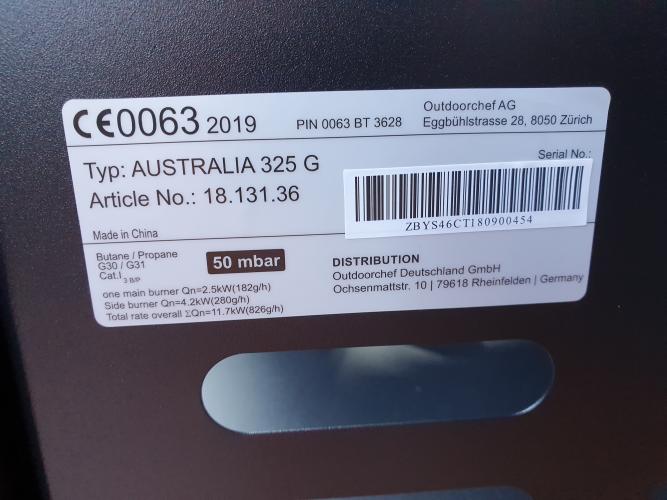 CE0063 2019 PIN 0063 BT 3628
Outdoorchef AG
Eggbühlstrasse 28, 8050 Zürich
Typ: AUSTRALIA 325 G
Article No.: 18.131.36
Serial No.:
ZBYS46CT180900454
Made in China
Butane / Propane
G30 / G31
Cat.I3 B/P
50 mbar
one main burner Qn=2.5kW(182g/h)
Side burner Qn=4.2kW(280g/h)
Total rate overall ΣQn=11.7kW(826g/h)
DISTRIBUTION
Outdoorchef Deutschland GmbH
Ochsenmattstr. 10 | 79618 Rheinfelden | Germany